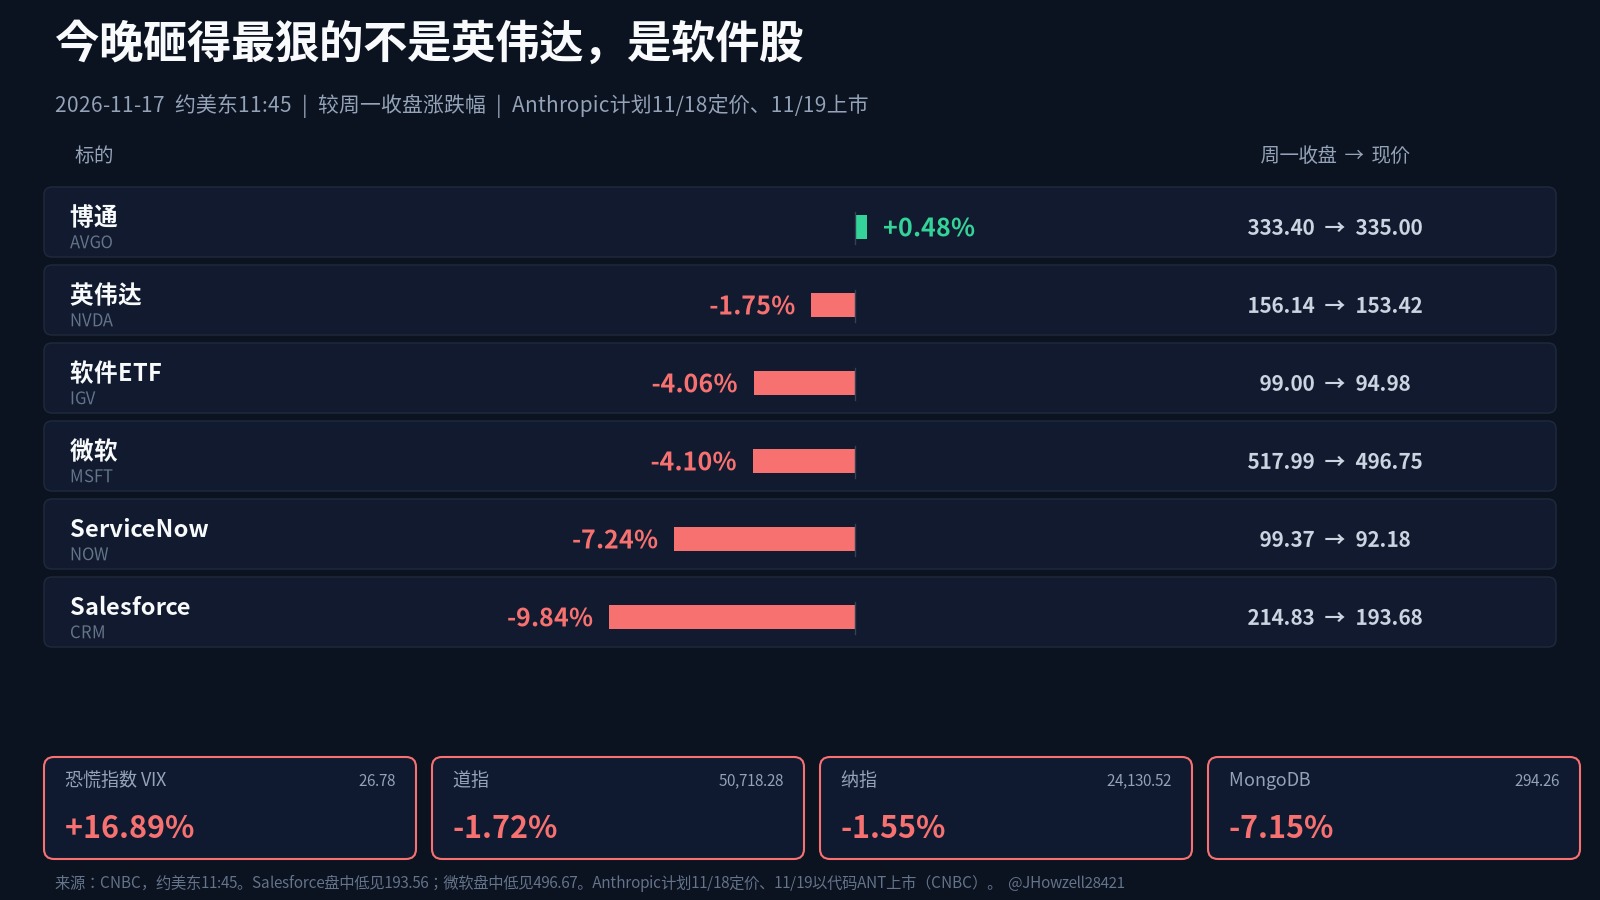 今晚砸得最狠的不是英伟达，是软件股
2026-11-17 约美东11:45 | 较周一收盘涨跌幅 | Anthropic计划11/18定价、11/19上市
标的 周一收盘 → 现价
博通 +0.48% 333.40 → 335.00
AVGO
英伟达 -1.75% 156.14 → 153.42
NVDA
软件ETF -4.06% 99.00 → 94.98
IGV
微软 -4.10% 517.99 → 496.75
MSFT
ServiceNow -7.24% 99.37 → 92.18
NOW
Salesforce -9.84% 214.83 → 193.68
CRM
恐慌指数 VIX 26.78
+16.89%
道指 50,718.28
-1.72%
纳指 24,130.52
-1.55%
MongoDB 294.26
-7.15%
来源：CNBC，约美东11:45。Salesforce盘中低见193.56；微软盘中低见496.67。Anthropic计划11/18定价、11/19以代码ANT上市（CNBC）。 @JHowzell28421